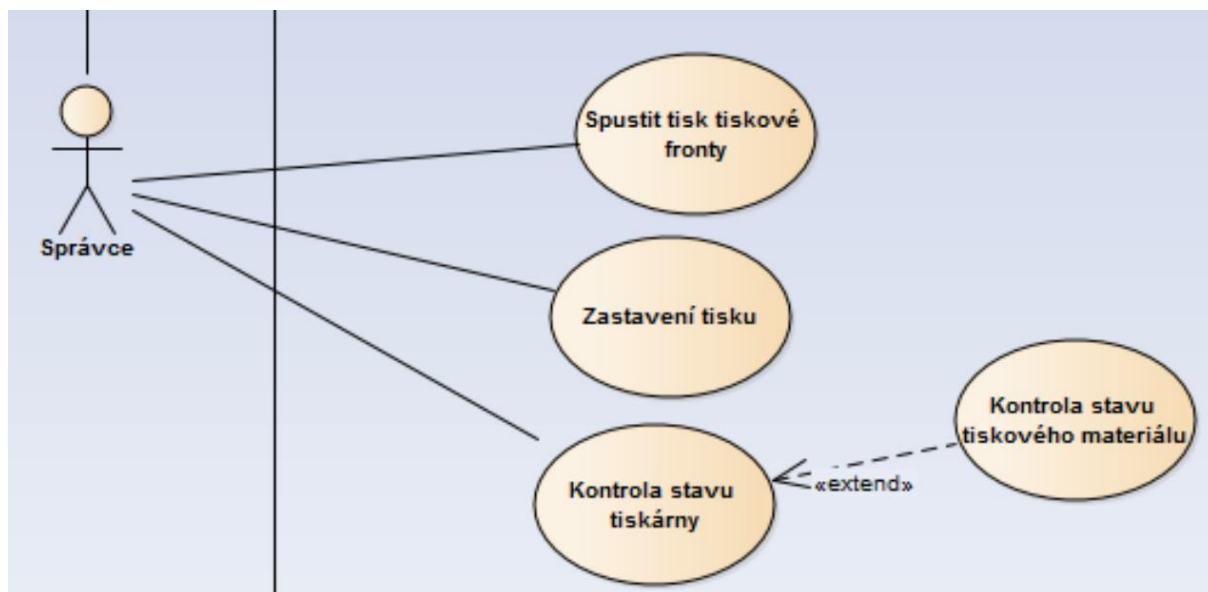 Spustit tisk tiskové
fronty
Správce
Zastavení tisku
Kontrola stavu
tiskového materiálu
«extend»
Kontrola stavu
tiskárny